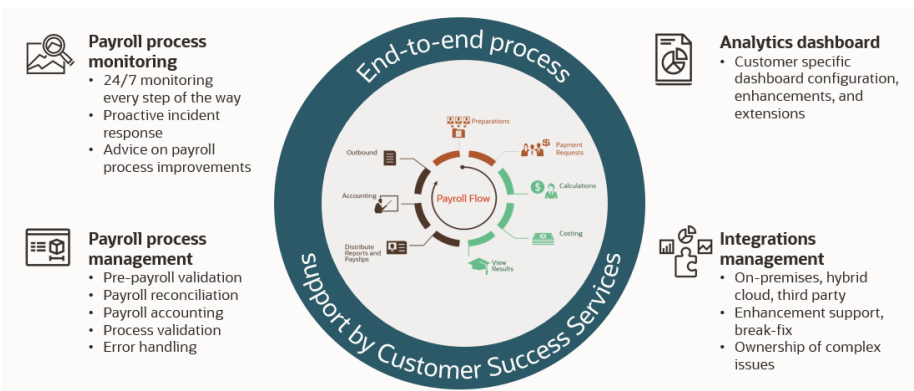 Payroll process
monitoring
• 24/7 monitoring
every step of the way
• Proactive incident
response
• Advice on payroll
process improvements
Payroll process
management
• Pre-payroll validation
• Payroll reconciliation
• Payroll accounting
• Process validation
• Error handling
End-to-end process
support by Customer Success Services
Preparations
Payment
Requests
Calculations
Costing
View
Results
Distribute
Reports and
Payslips
Accounting
Outbound
Payroll Flow
Analytics dashboard
• Customer specific
dashboard configuration,
enhancements, and
extensions
Integrations
management
• On-premises, hybrid
cloud, third party
• Enhancement support,
break-fix
• Ownership of complex
issues